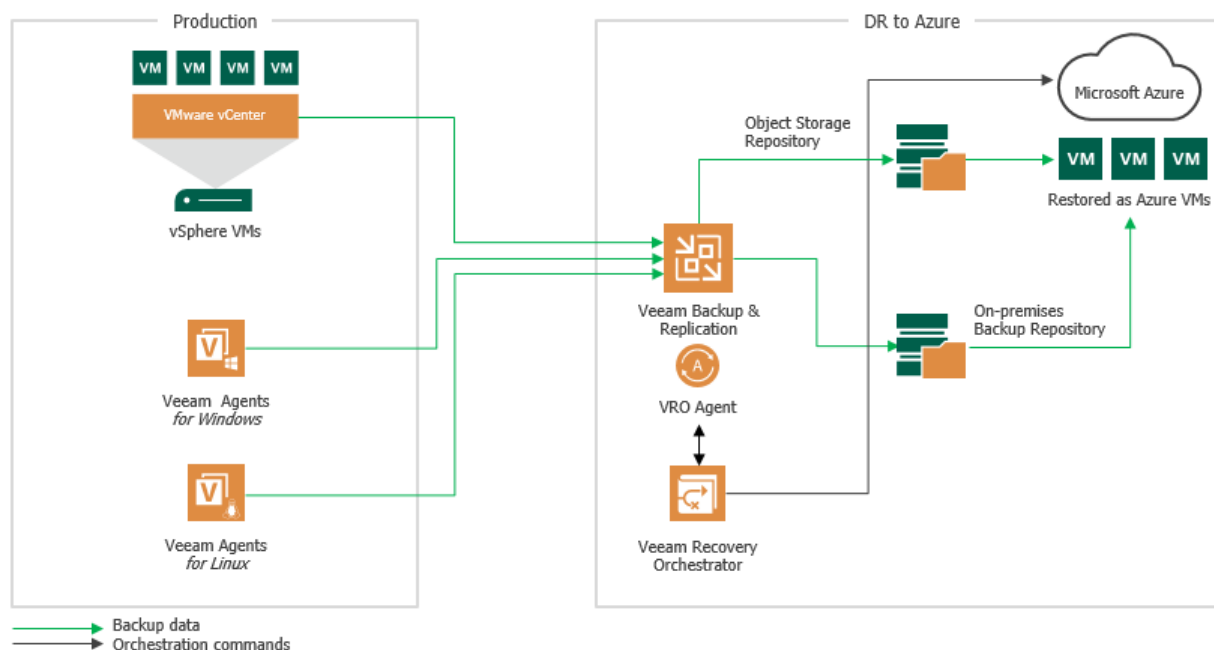 Production
VM VM VM VM
VMware vCenter
vSphere VMs
V
Veeam Agents
for Windows
V
Veeam Agents
for Linux
DR to Azure
Microsoft Azure
Object Storage
Repository
VM VM VM
Restored as Azure VMs
Veeam Backup &
Replication
On-premises
Backup Repository
A
VRO Agent
Veeam Recovery
Orchestrator
Backup data
Orchestration commands